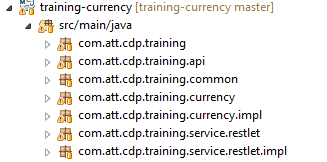 training-currency [training-currency master]
src/main/java
com.att.cdp.training
com.att.cdp.training.api
com.att.cdp.training.common
com.att.cdp.training.currency
com.att.cdp.training.currency.impl
com.att.cdp.training.service.restlet
com.att.cdp.training.service.restlet.impl